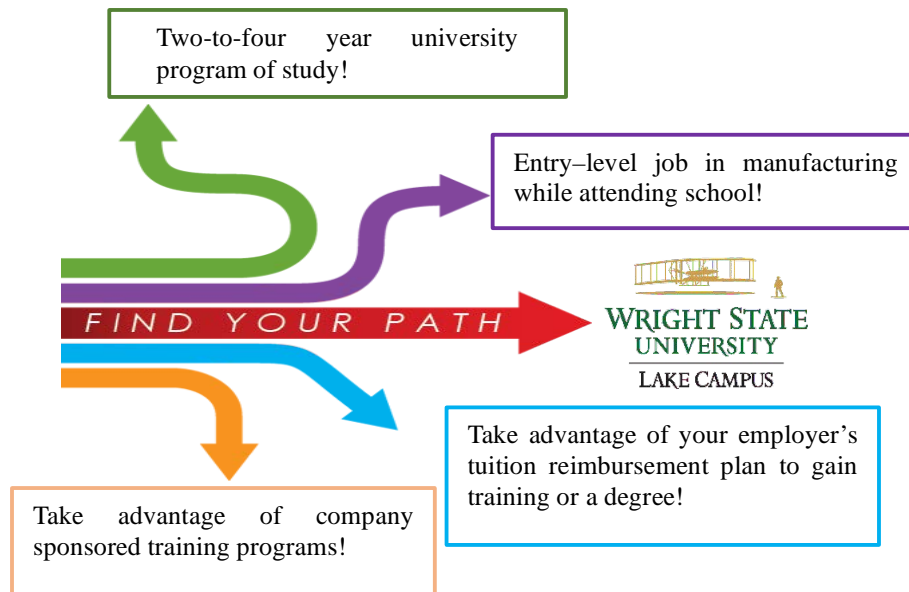 Two-to-four year university
program of study!
Entry–level job in manufacturing
while attending school!
FIND YOUR PATH
WRIGHT STATE
UNIVERSITY
LAKE CAMPUS
Take advantage of your employer’s
tuition reimbursement plan to gain
training or a degree!
Take advantage of company
sponsored training programs!